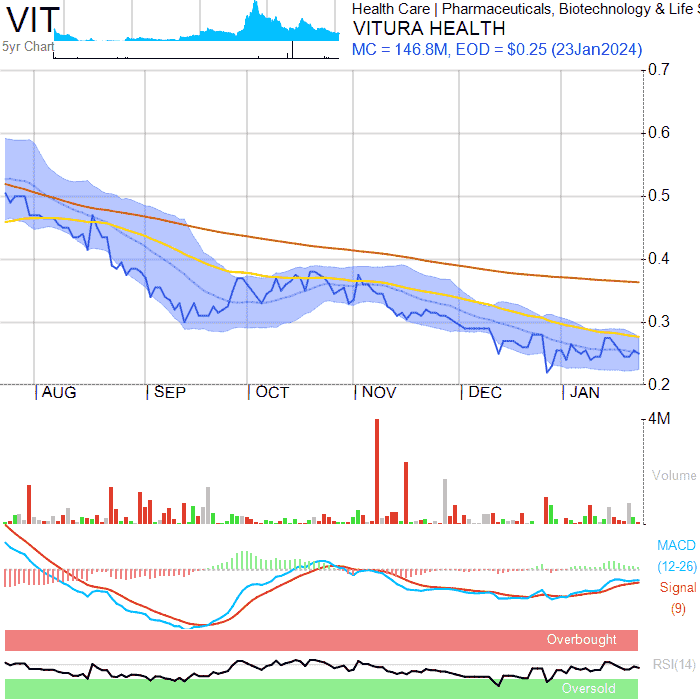 VIT
Health Care | Pharmaceuticals, Biotechnology & Life S
VITURA HEALTH
5yr Chart
MC = 146.8M, EOD = $0.25 (23Jan2024)
0.7
0.6
0.5
0.4
0.3
0.2
AUG SEP OCT NOV DEC JAN
4M
Volume
MACD
(12-26)
Signal
(9)
Overbought
RSI(14)
Oversold